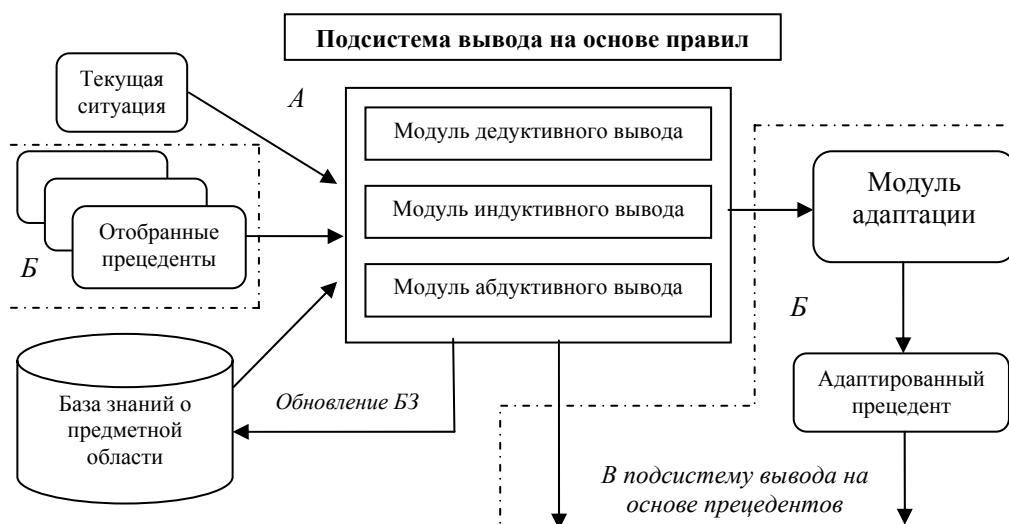 Подсистема вывода на основе правил
Текущая
ситуация
А
Модуль дедуктивного вывода
Модуль индуктивного вывода
Модуль абдуктивного вывода
Модуль
адаптации
Отобранные
прецеденты
Б
Б
База знаний о
предметной
области
Обновление БЗ
Адаптированный
прецедент
В подсистему вывода на
основе прецедентов